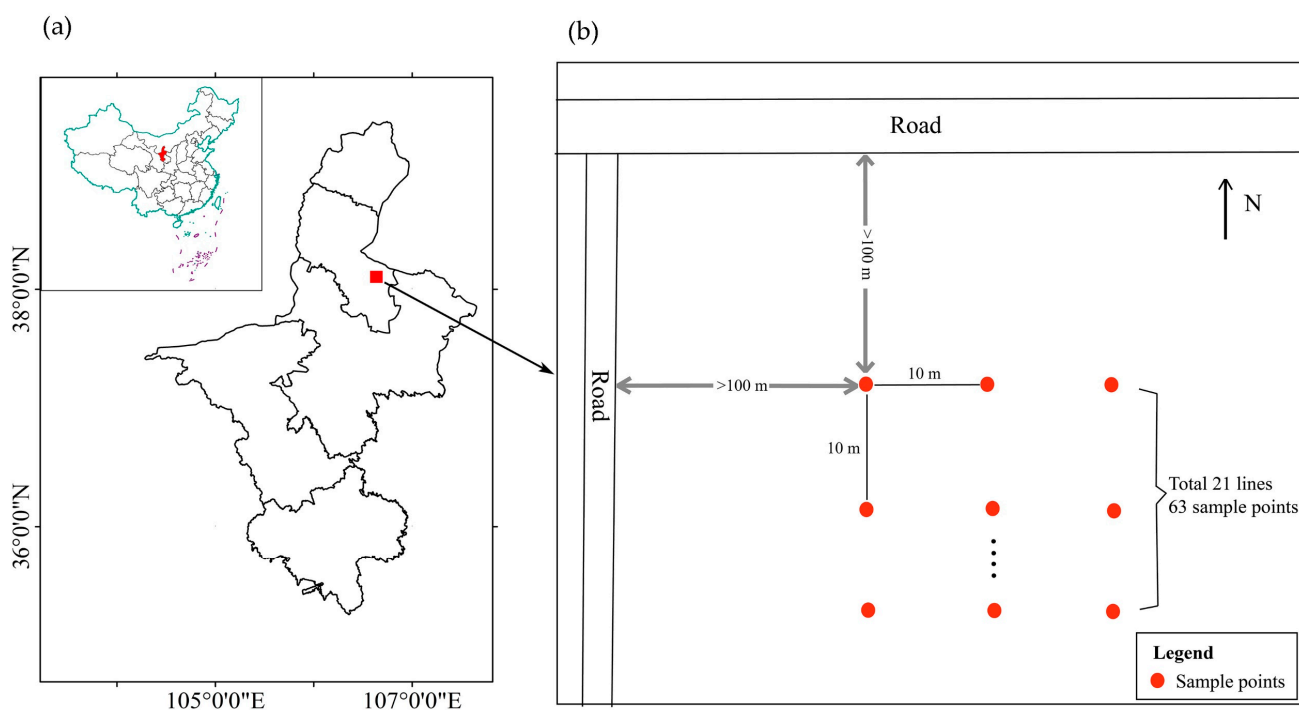 (a)
38°0'0"N
36°0'0"N
105°0'0"E
107°0'0"E
(b)
Road
N
>100 m
Road
>100 m
10 m
10 m
Total 21 lines
63 sample points
Legend
Sample points